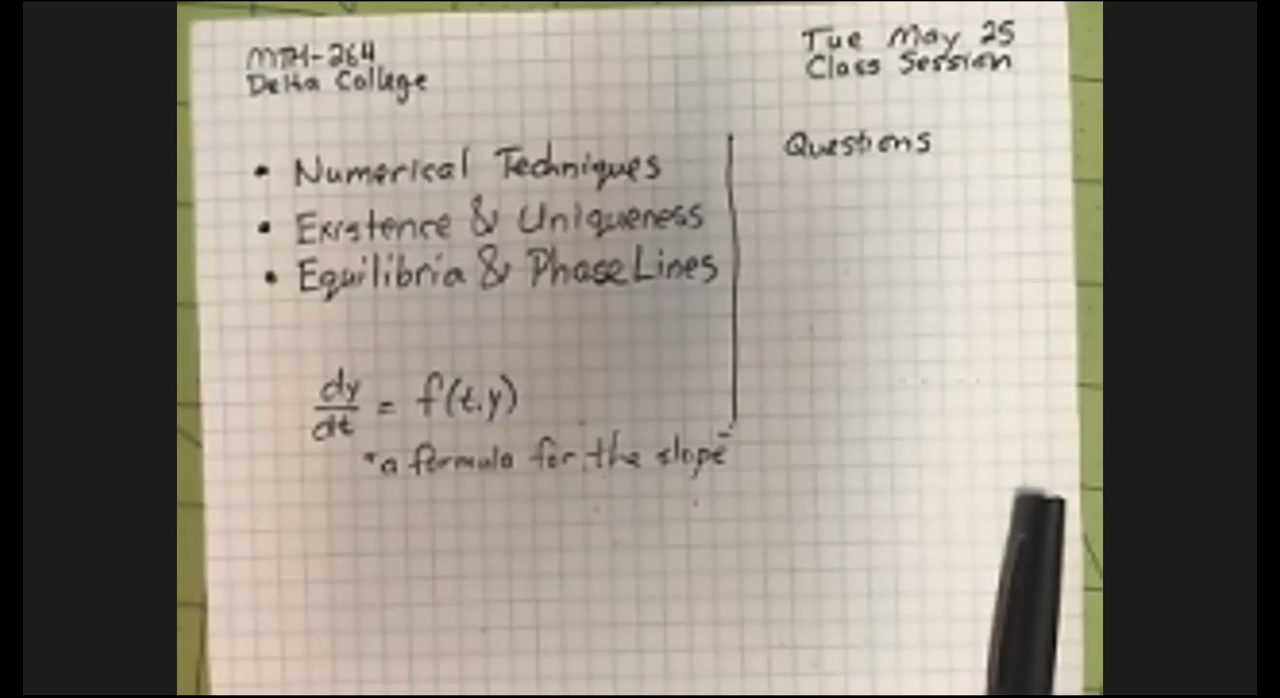 MTH-264
Delta College
Tue May 25
Class Session
• Numerical Techniques
• Existence & Uniqueness
• Equilibria & Phase Lines
Questions
dy/dt = f(t,y)
"a formula for the slope"